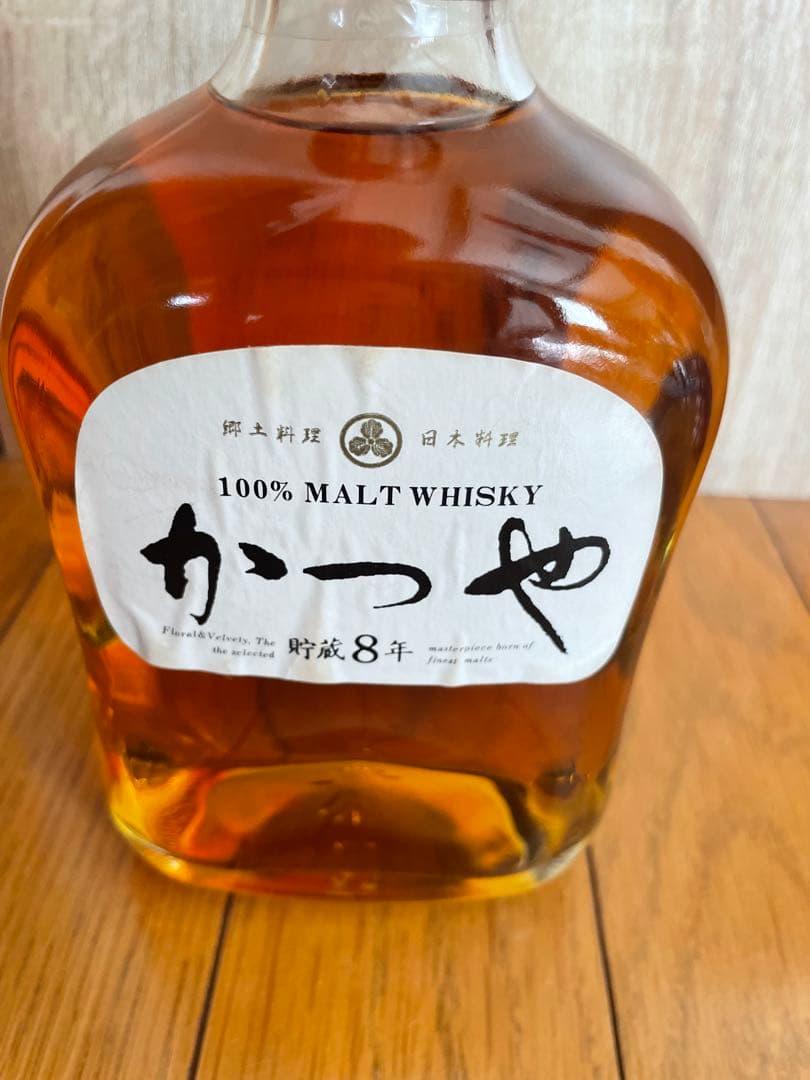 郷土料理 日本料理
100% MALT WHISKY
かつや
Floral&Velvety, The masterpiece born of
the selected finest malts
貯蔵8年